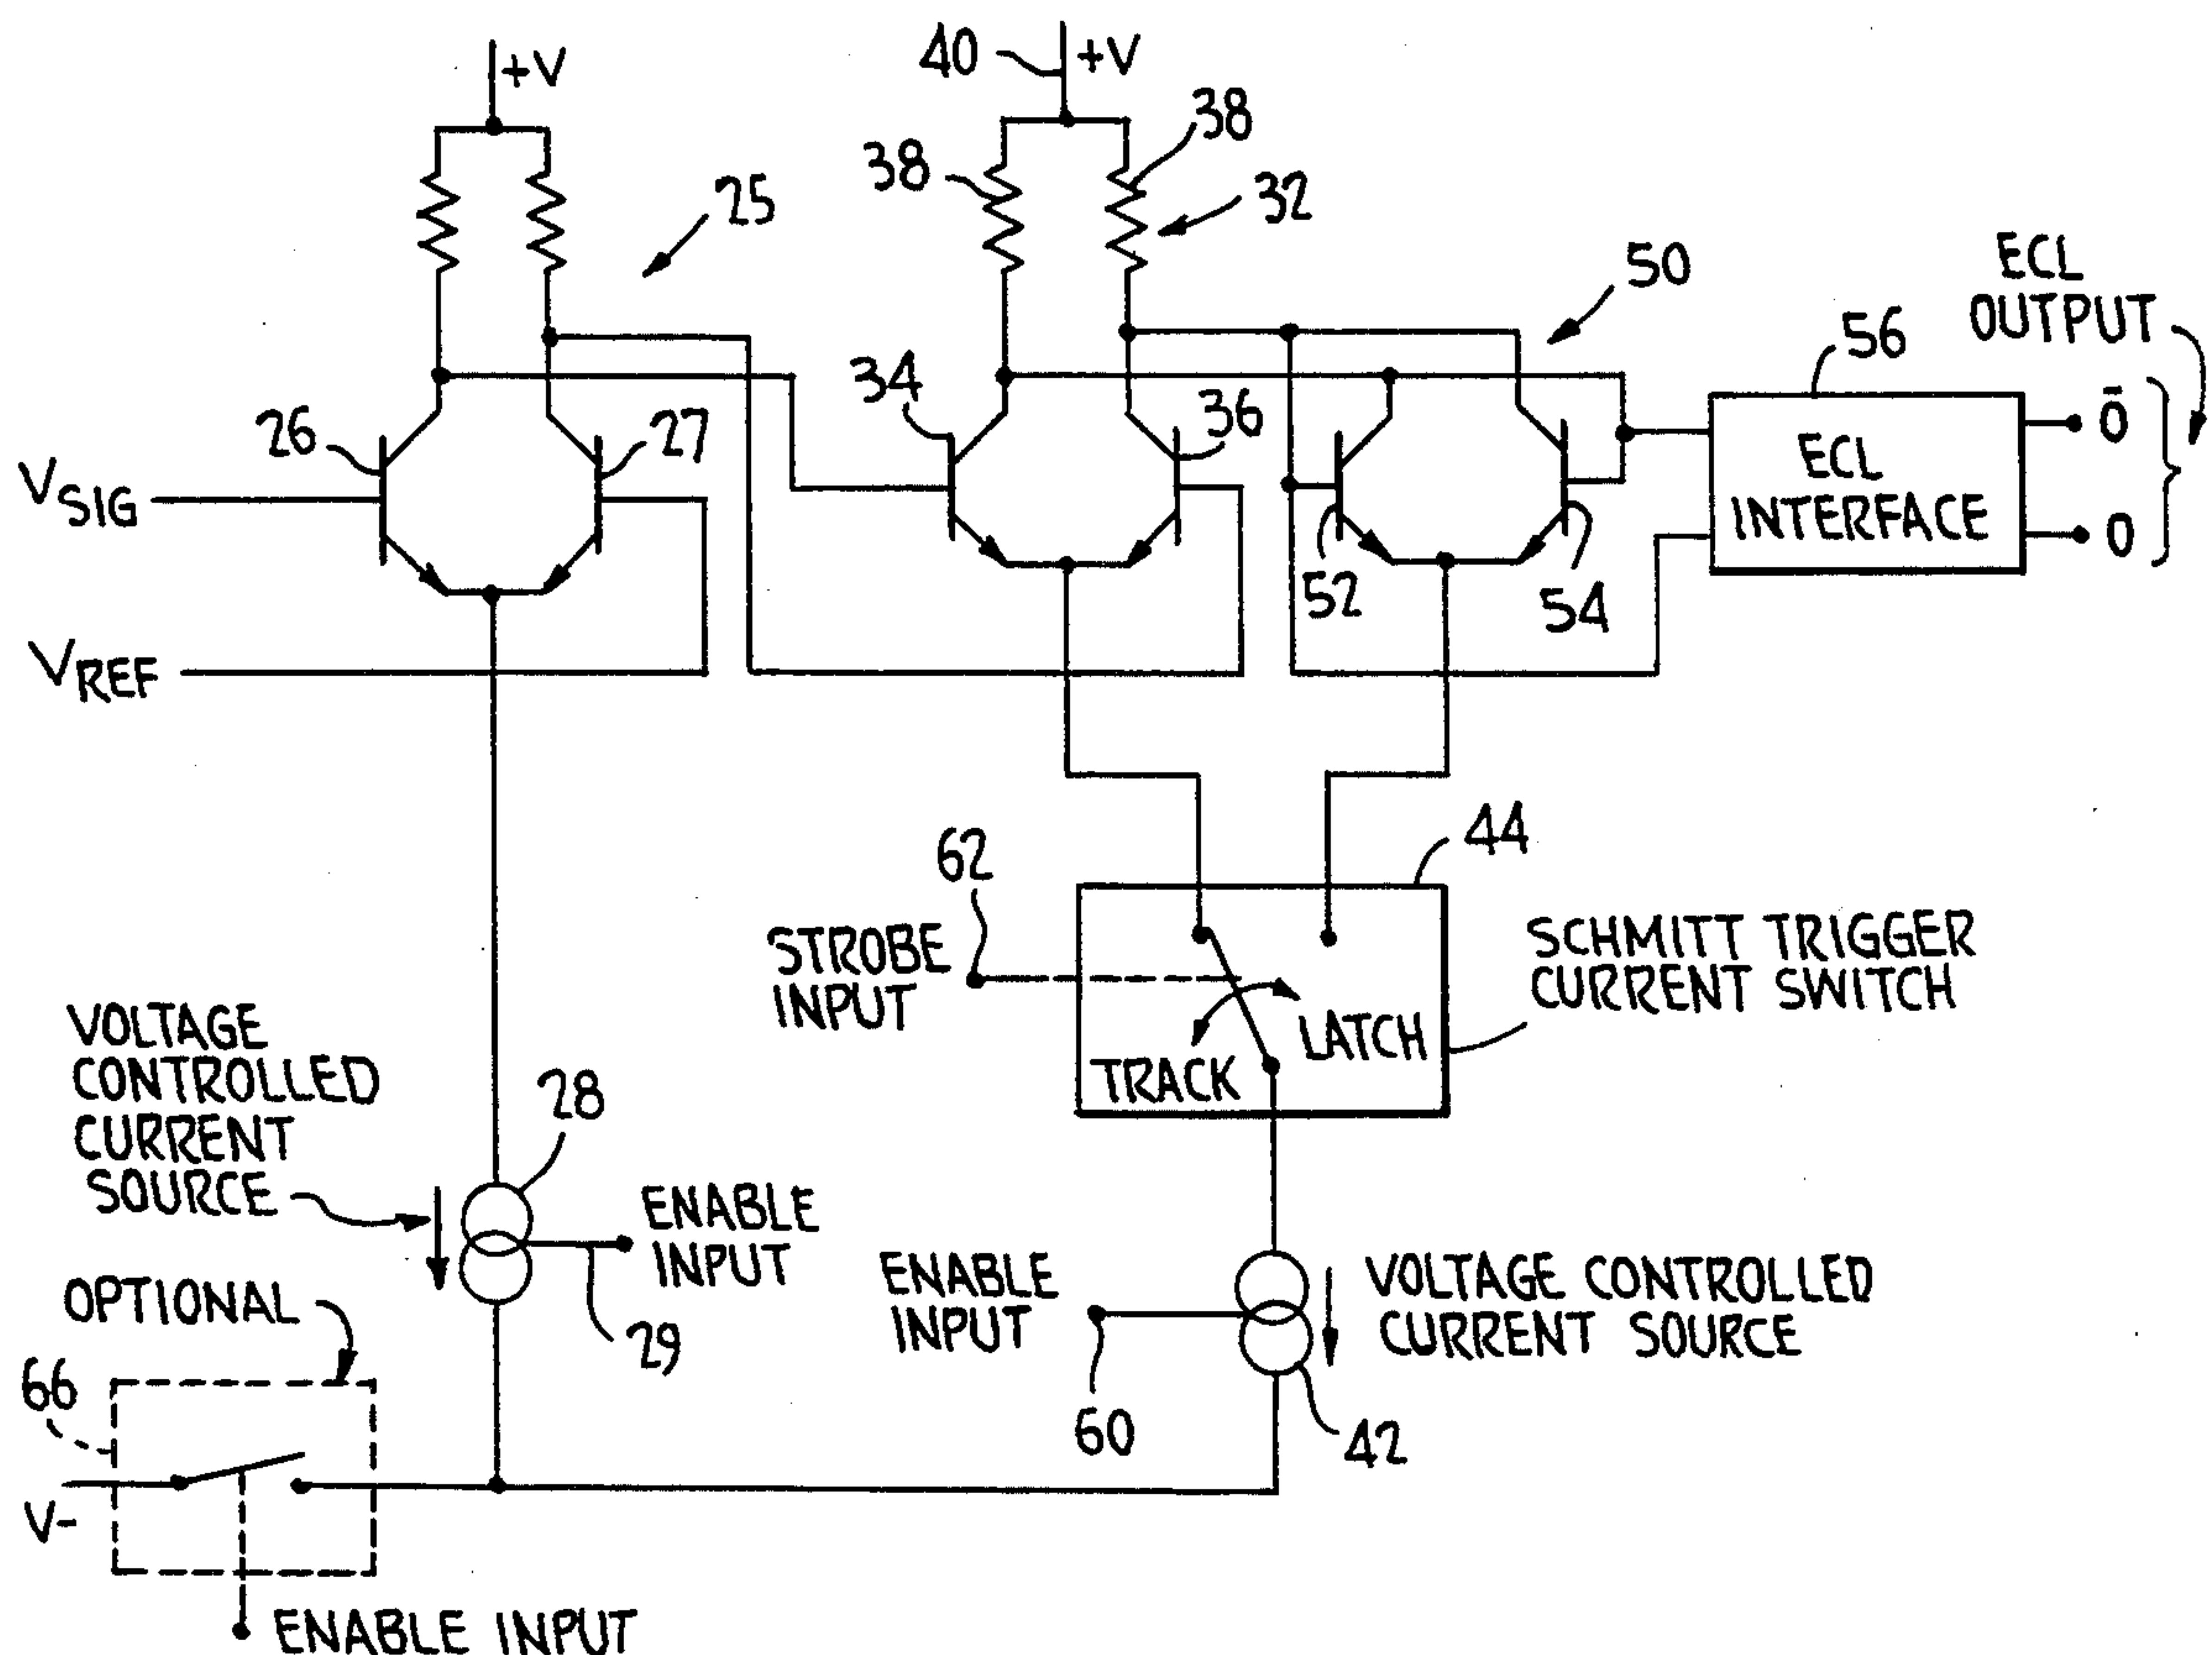 +V
40
+V
38
38
25
32
50
ECL
OUTPUT
56
34
36
26
27
Ō
ECL
INTERFACE
O
VSIG
52
54
VREF
44
62
STROBE
INPUT
SCHMITT TRIGGER
CURRENT SWITCH
LATCH
TRACK
VOLTAGE
CONTROLLED
CURRENT
SOURCE
28
ENABLE
INPUT
29
ENABLE
INPUT
60
VOLTAGE CONTROLLED
CURRENT SOURCE
42
OPTIONAL
66
V-
ENABLE INPUT